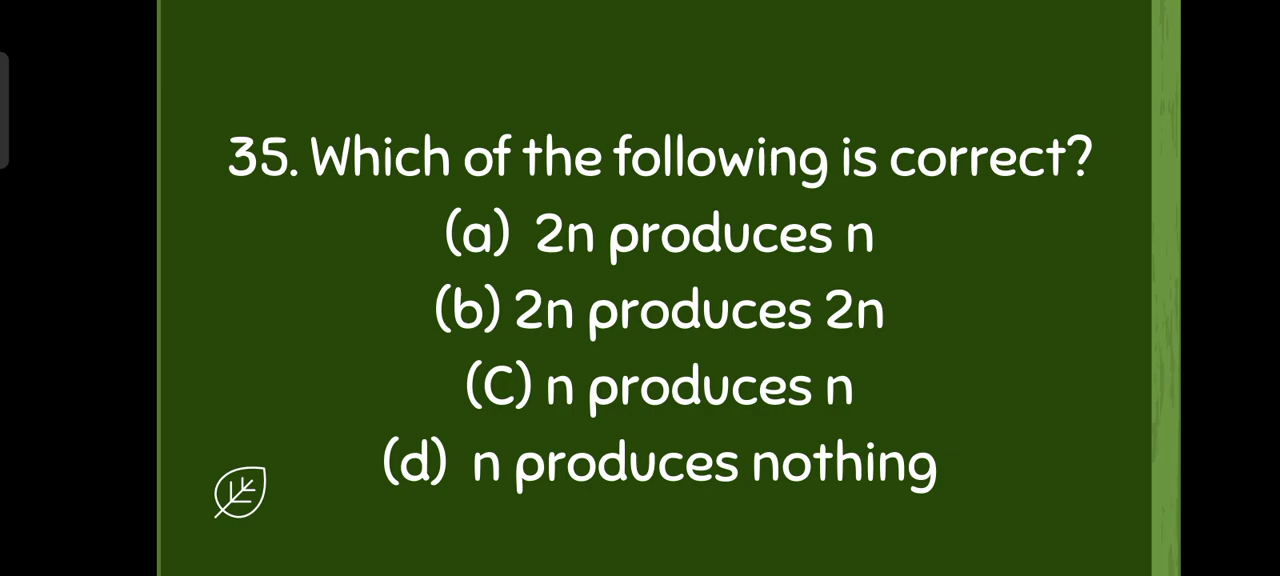 35. Which of the following is correct?
(a) 2n produces n
(b) 2n produces 2n
(C) n produces n
(d) n produces nothing